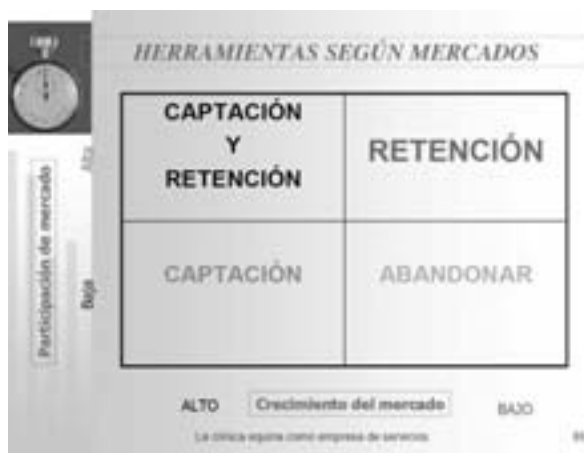 HERRAMIENTAS SEGÚN MERCADOS
CAPTACIÓN
Y
RETENCIÓN
RETENCIÓN
CAPTACIÓN
ABANDONAR
Participación de mercado
Alta
Baja
ALTO
Crecimiento del mercado
BAJO
La clínica equina como empresa de servicios